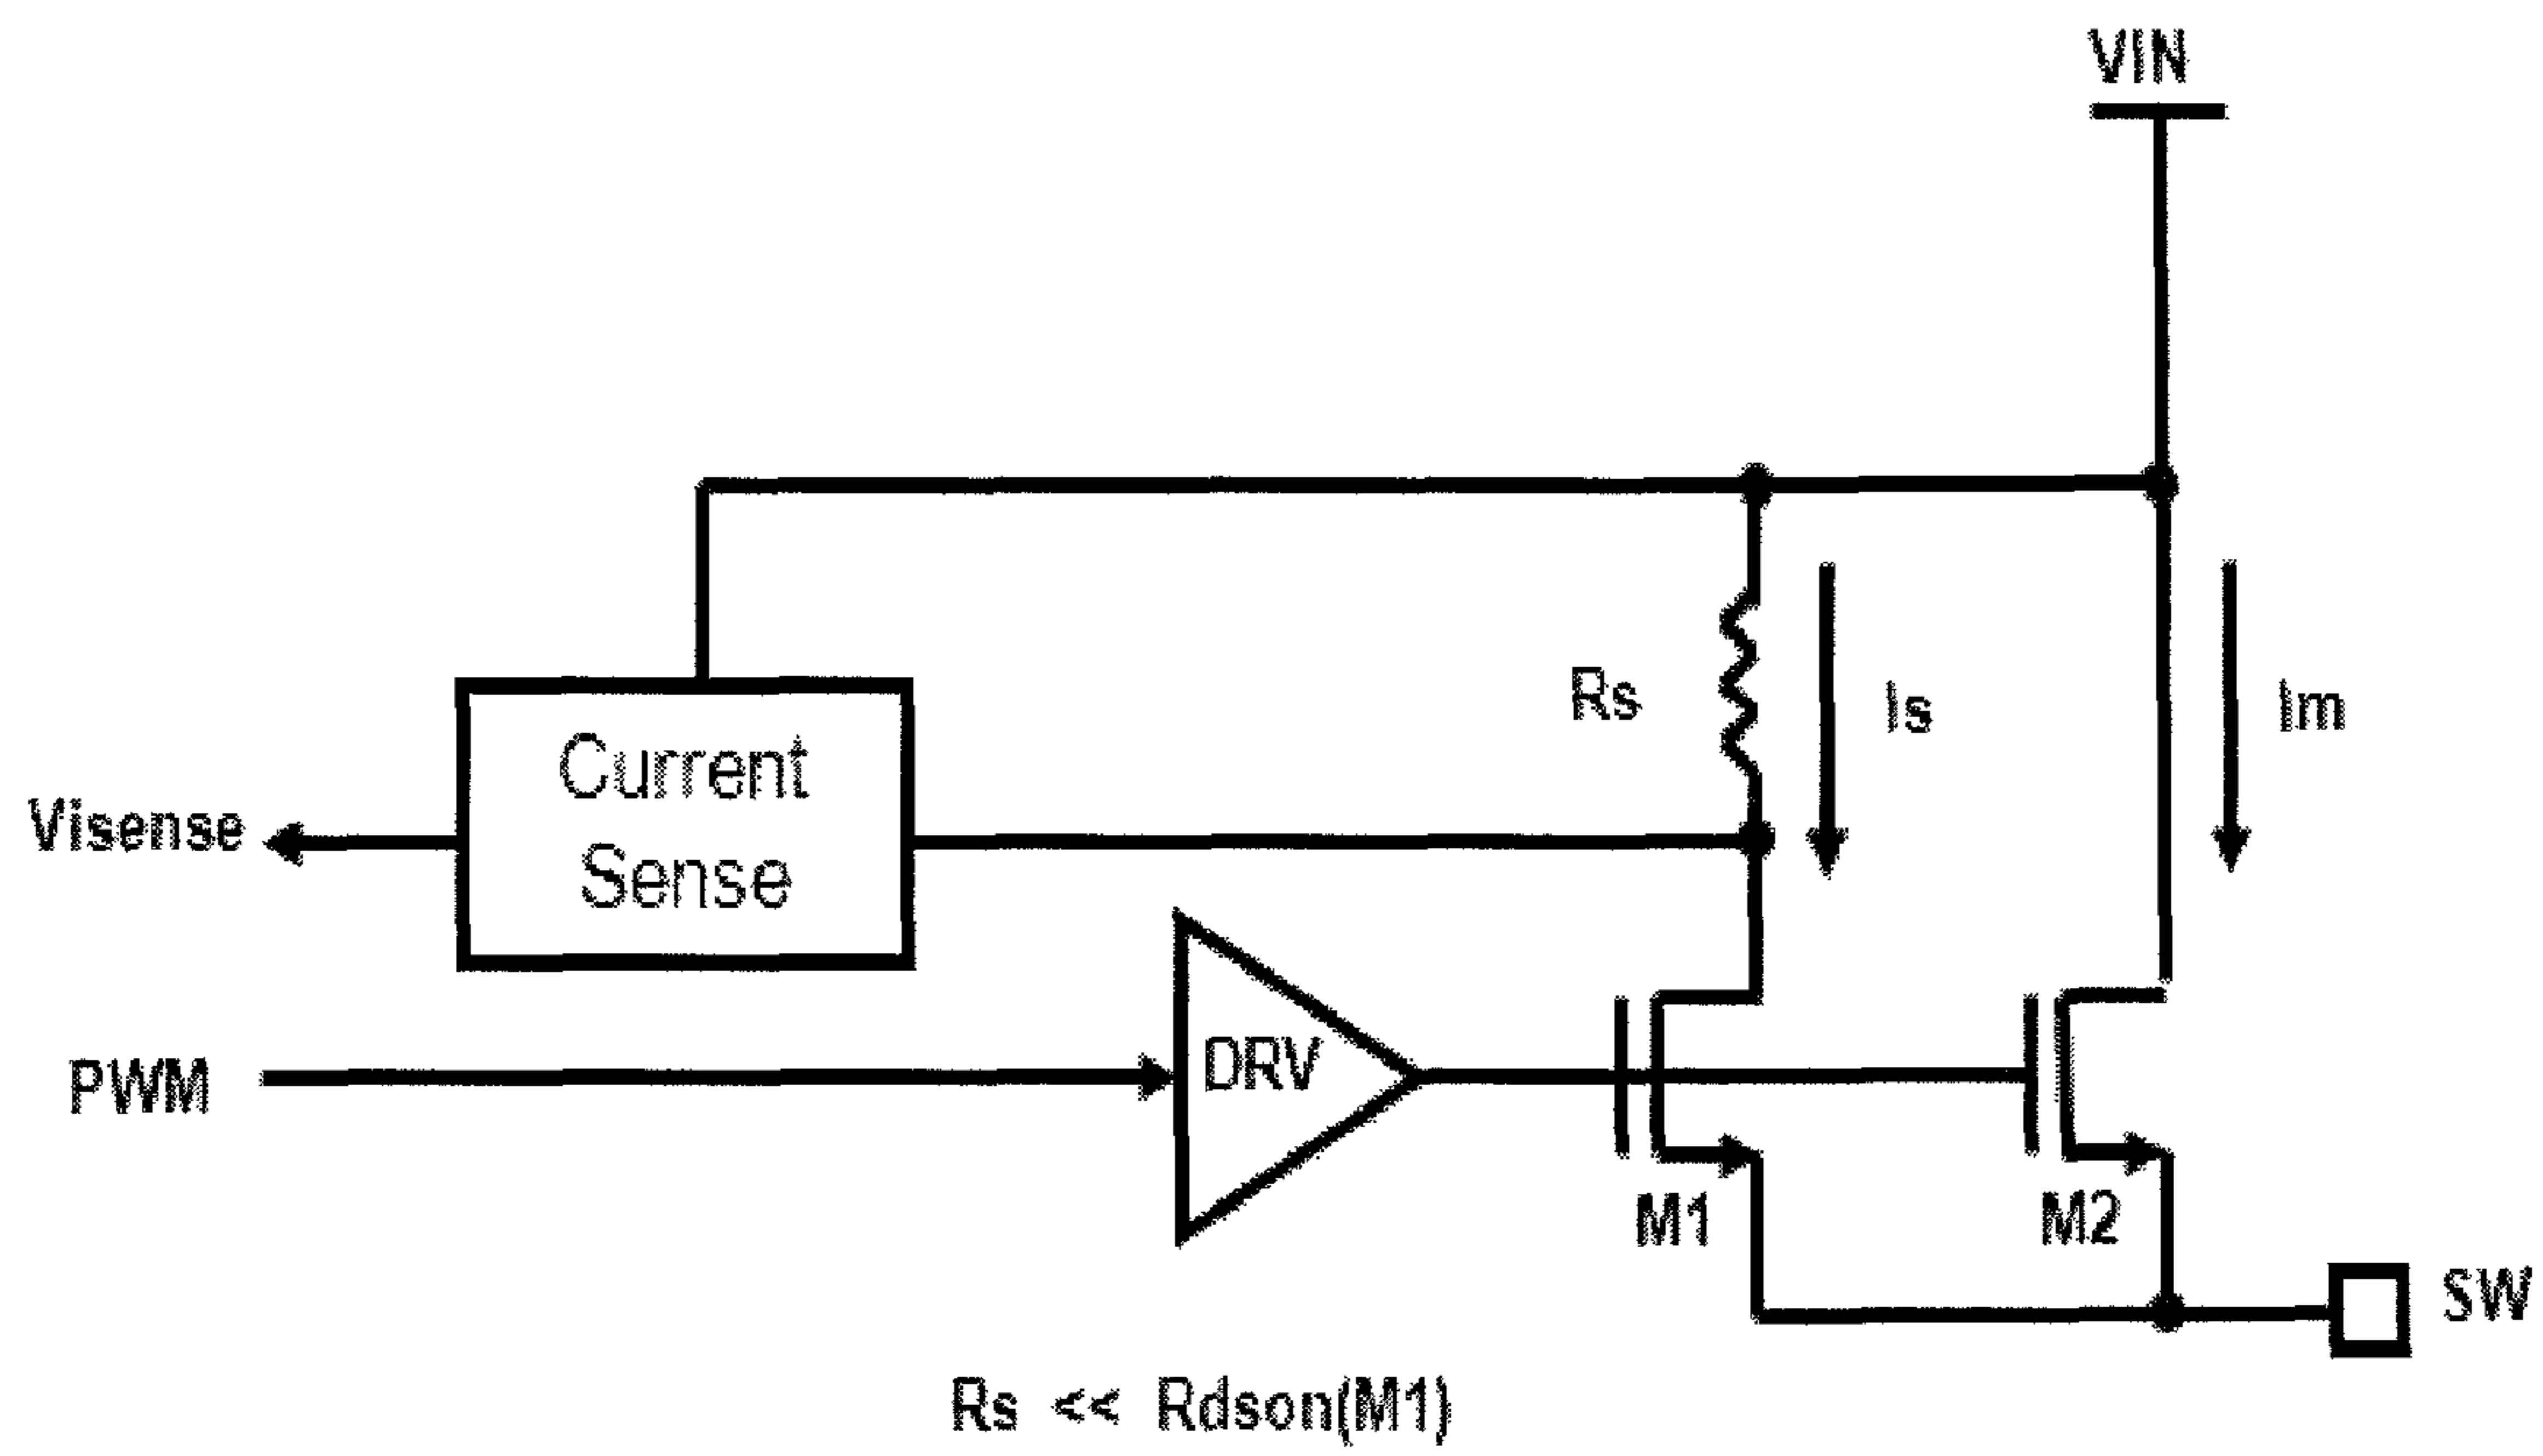 VIN
Rs
Is
Im
Current
Sense
Visense
DRV
PWM
M1
M2
SW
Rs << Rdson(M1)